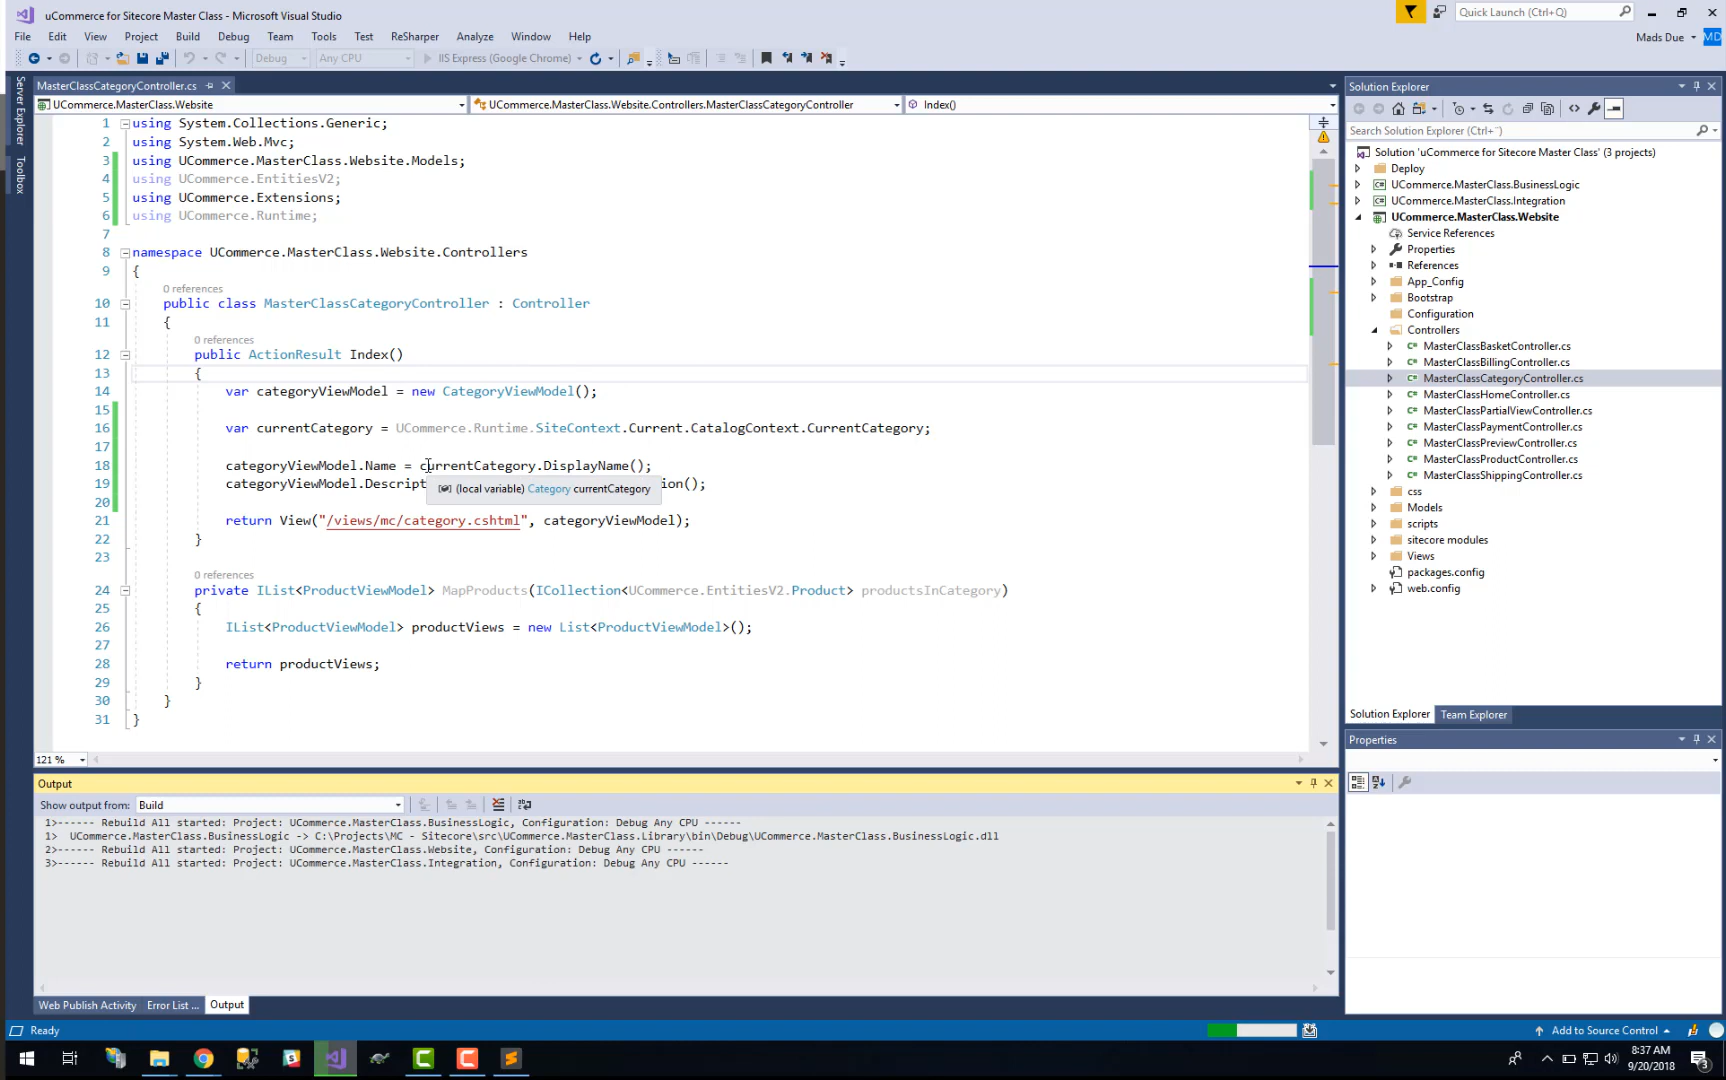 uCommerce for Sitecore Master Class - Microsoft Visual Studio
Quick Launch (Ctrl+Q)
File Edit View Project Build Debug Team Tools Test ReSharper Analyze Window Help
Mads Due MD
Debug Any CPU IIS Express (Google Chrome)
Server Explorer
Toolbox
MasterClassCategoryController.cs
UCommerce.MasterClass.Website UCommerce.MasterClass.Website.Controllers.MasterClassCategoryController Index()
1 using System.Collections.Generic;
2 using System.Web.Mvc;
3 using UCommerce.MasterClass.Website.Models;
4 using UCommerce.EntitiesV2;
5 using UCommerce.Extensions;
6 using UCommerce.Runtime;
7
8 namespace UCommerce.MasterClass.Website.Controllers
9 {
0 references
10 public class MasterClassCategoryController : Controller
11 {
0 references
12 public ActionResult Index()
13 {
14 var categoryViewModel = new CategoryViewModel();
15
16 var currentCategory = UCommerce.Runtime.SiteContext.Current.CatalogContext.CurrentCategory;
17
18 categoryViewModel.Name = currentCategory.DisplayName();
19 categoryViewModel.Descript ion();
(local variable) Category currentCategory
20
21 return View("/views/mc/category.cshtml", categoryViewModel);
22 }
23
0 references
24 private IList<ProductViewModel> MapProducts(ICollection<UCommerce.EntitiesV2.Product> productsInCategory)
25 {
26 IList<ProductViewModel> productViews = new List<ProductViewModel>();
27
28 return productViews;
29 }
30 }
31 }
121 %
Output
Show output from: Build
1>------ Rebuild All started: Project: UCommerce.MasterClass.BusinessLogic, Configuration: Debug Any CPU ------
1> UCommerce.MasterClass.BusinessLogic -> C:\Projects\MC - Sitecore\src\UCommerce.MasterClass.Library\bin\Debug\UCommerce.MasterClass.BusinessLogic.dll
2>------ Rebuild All started: Project: UCommerce.MasterClass.Website, Configuration: Debug Any CPU ------
3>------ Rebuild All started: Project: UCommerce.MasterClass.Integration, Configuration: Debug Any CPU ------
Web Publish Activity Error List ... Output
Solution Explorer
Search Solution Explorer (Ctrl+¨)
Solution 'uCommerce for Sitecore Master Class' (3 projects)
Deploy
UCommerce.MasterClass.BusinessLogic
UCommerce.MasterClass.Integration
UCommerce.MasterClass.Website
Service References
Properties
References
App_Config
Bootstrap
Configuration
Controllers
MasterClassBasketController.cs
MasterClassBillingController.cs
MasterClassCategoryController.cs
MasterClassHomeController.cs
MasterClassPartialViewController.cs
MasterClassPaymentController.cs
MasterClassPreviewController.cs
MasterClassProductController.cs
MasterClassShippingController.cs
css
Models
scripts
sitecore modules
Views
packages.config
web.config
Solution Explorer Team Explorer
Properties
Ready
Add to Source Control
8:37 AM
9/20/2018
3